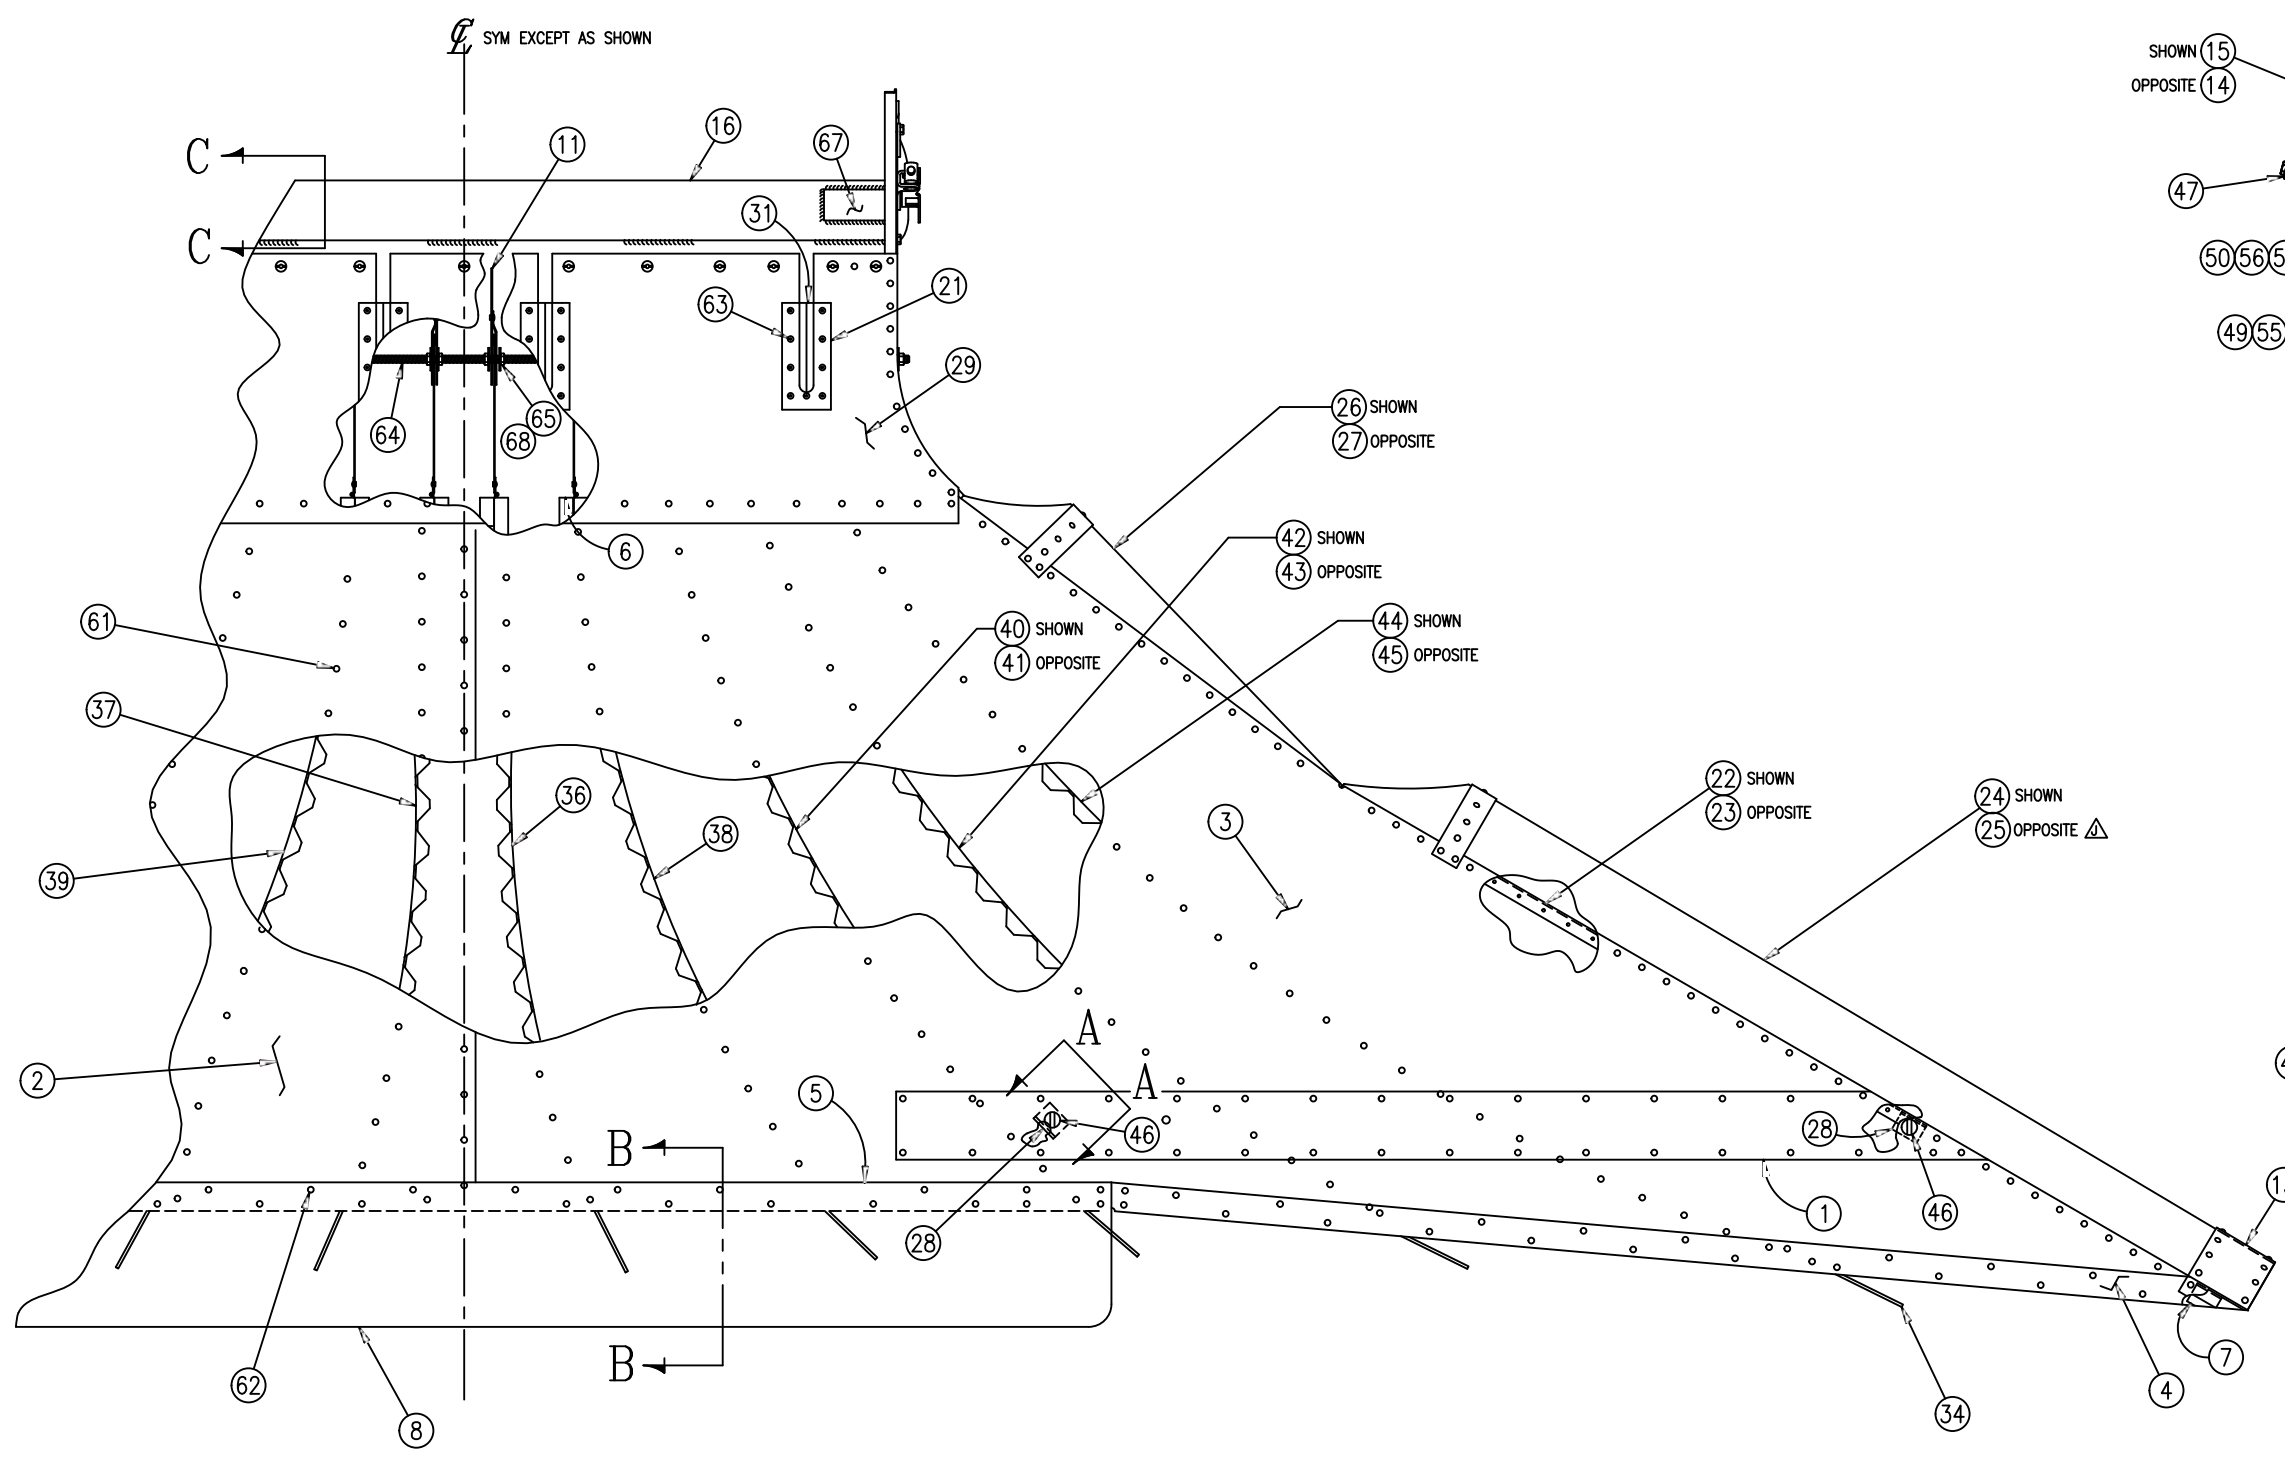 ℄ SYM EXCEPT AS SHOWN
SHOWN 15
OPPOSITE 14
C
16
11
67
47
C
31
50 56
21
63
49 55
29
64
65
68
26 SHOWN
27 OPPOSITE
6
42 SHOWN
43 OPPOSITE
61
40 SHOWN
41 OPPOSITE
44 SHOWN
45 OPPOSITE
37
36
38
3
22 SHOWN
23 OPPOSITE
24 SHOWN
25 OPPOSITE J
39
A
2
5
A
46
28
B
1
46
28
62
B
8
7
4
34